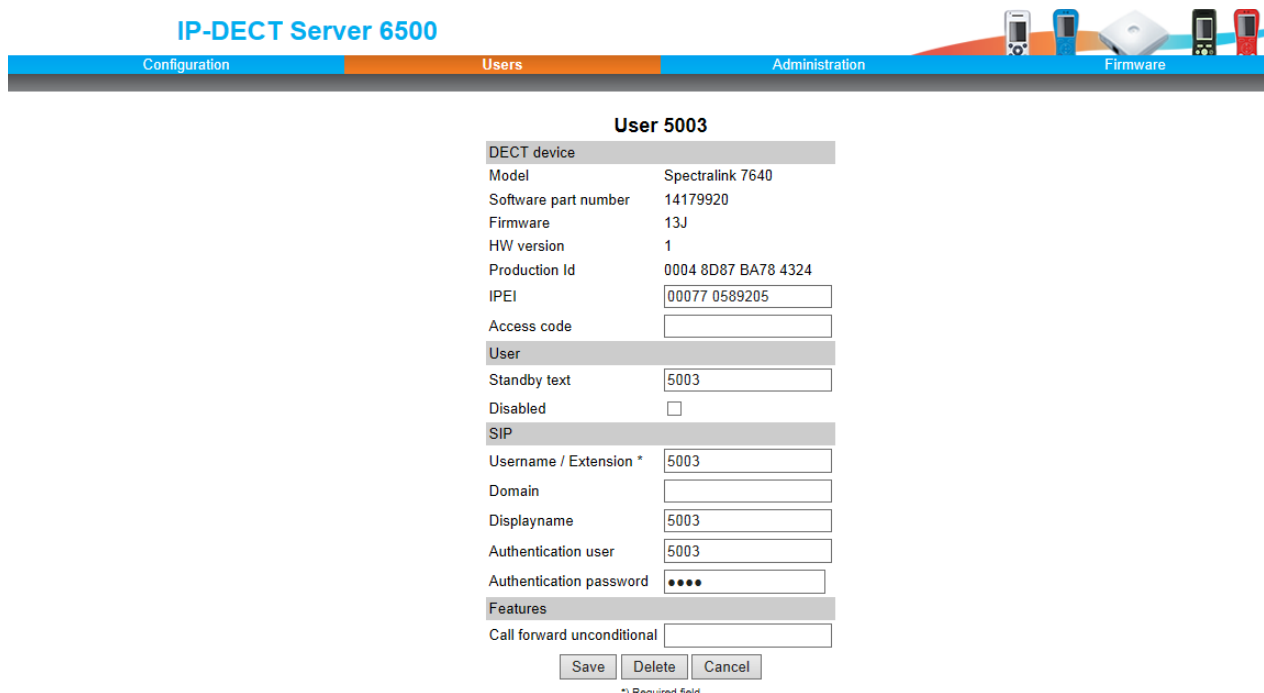 IP-DECT Server 6500
Configuration Users Administration Firmware
User 5003
DECT device
Model Spectralink 7640
Software part number 14179920
Firmware 13J
HW version 1
Production Id 0004 8D87 BA78 4324
IPEI 00077 0589205
Access code
User
Standby text 5003
Disabled
SIP
Username / Extension * 5003
Domain
Displayname 5003
Authentication user 5003
Authentication password ••••
Features
Call forward unconditional
Save Delete Cancel
*) Required field